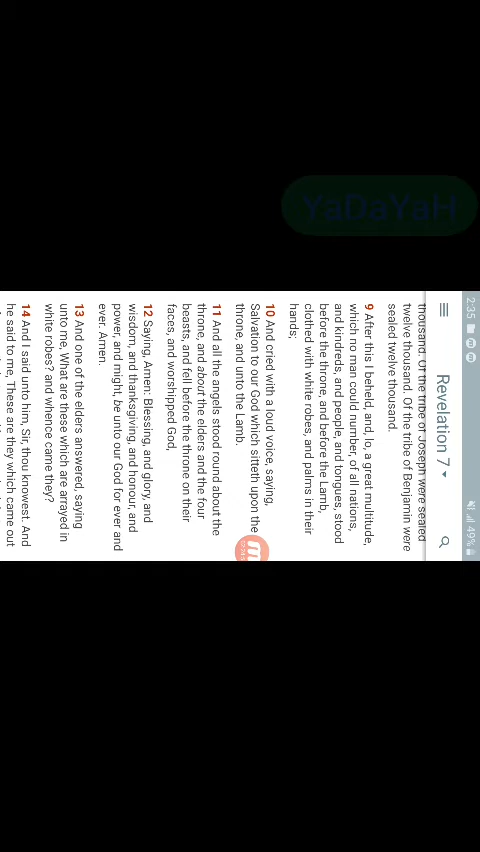 YaDaYaH
2:35
49%
Revelation 7
thousand. Of the tribe of Joseph were sealed
twelve thousand. Of the tribe of Benjamin were
sealed twelve thousand.
9 After this I beheld, and, lo, a great multitude,
which no man could number, of all nations,
and kindreds, and people, and tongues, stood
before the throne, and before the Lamb,
clothed with white robes, and palms in their
hands;
10 And cried with a loud voice, saying,
Salvation to our God which sitteth upon the
throne, and unto the Lamb.
11 And all the angels stood round about the
throne, and about the elders and the four
beasts, and fell before the throne on their
faces, and worshipped God,
12 Saying, Amen: Blessing, and glory, and
wisdom, and thanksgiving, and honour, and
power, and might, be unto our God for ever and
ever. Amen.
13 And one of the elders answered, saying
unto me, What are these which are arrayed in
white robes? and whence came they?
14 And I said unto him, Sir, thou knowest. And
he said to me, These are they which came out